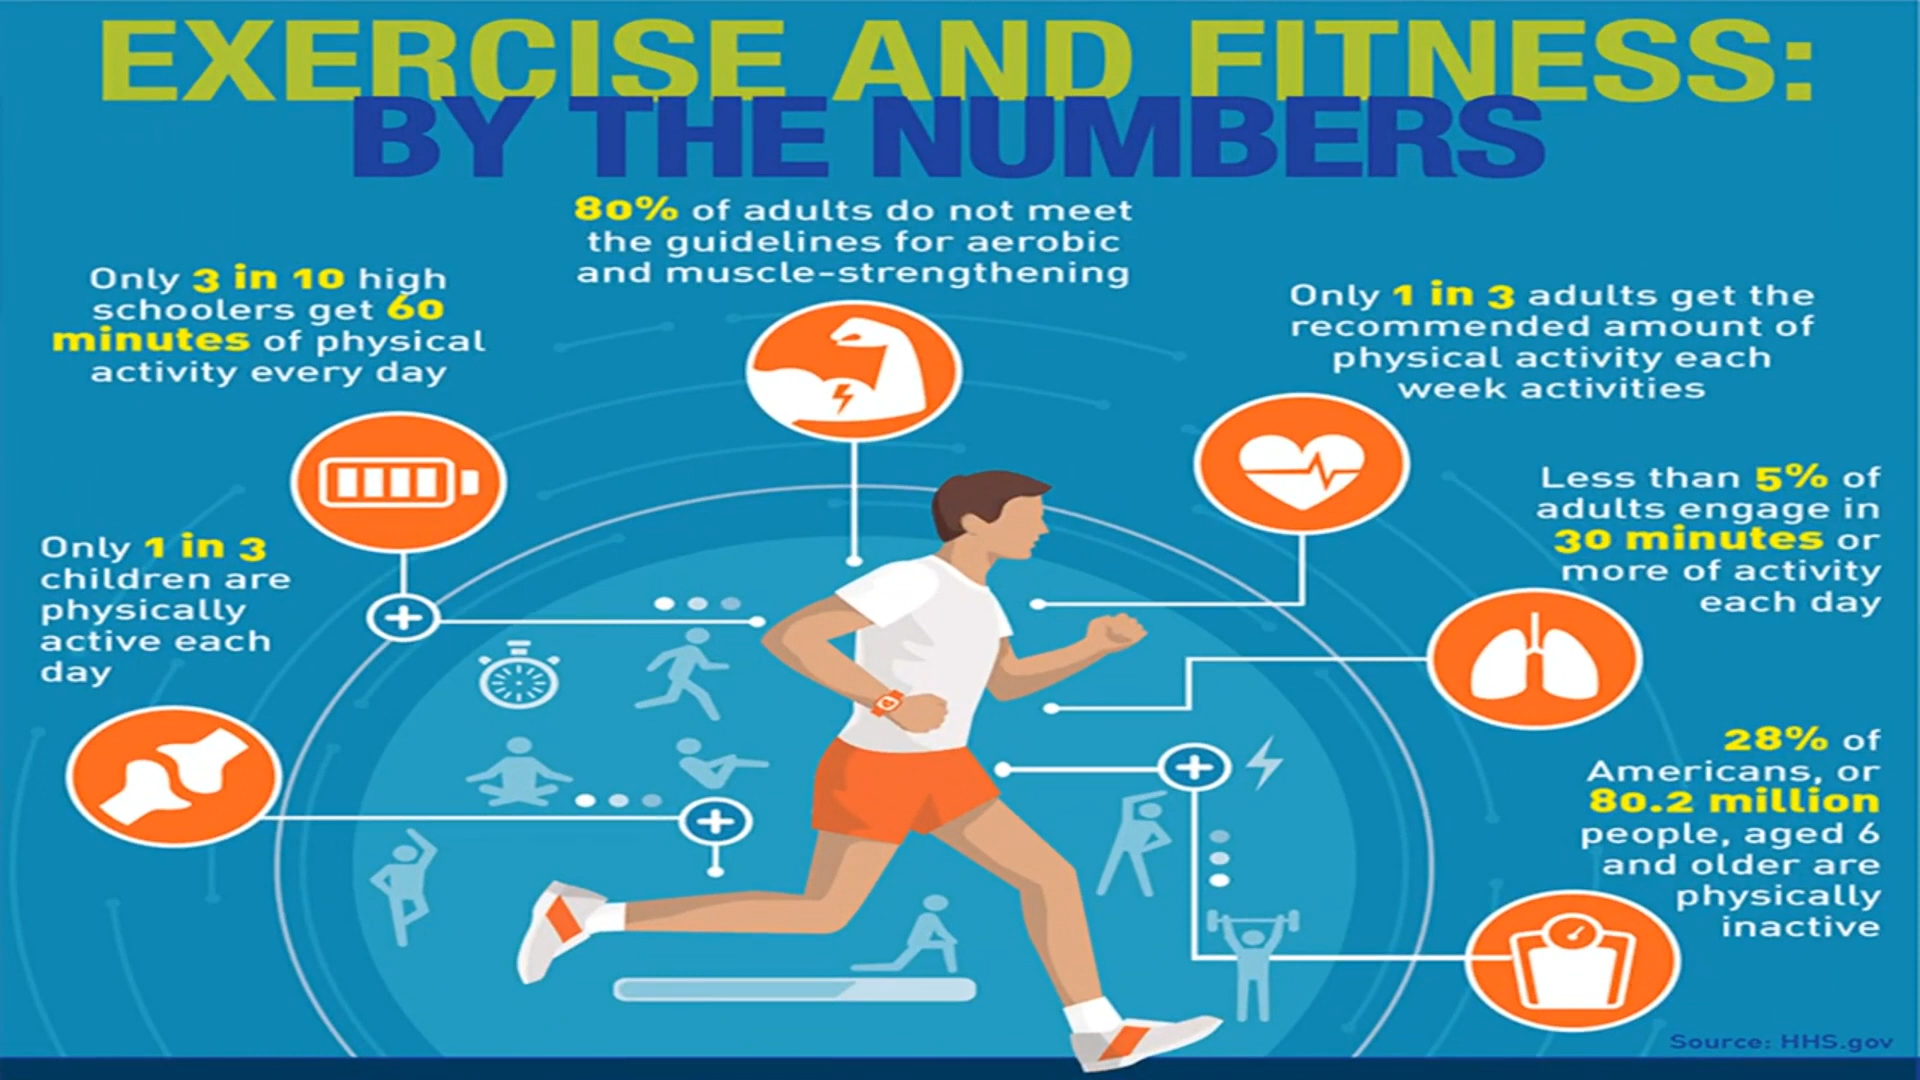 EXERCISE AND FITNESS:
BY THE NUMBERS
80% of adults do not meet
the guidelines for aerobic
and muscle-strengthening
Only 3 in 10 high
schoolers get 60
minutes of physical
activity every day
Only 1 in 3 adults get the
recommended amount of
physical activity each
week activities
Only 1 in 3
children are
physically
active each
day
Less than 5% of
adults engage in
30 minutes or
more of activity
each day
28% of
Americans, or
80.2 million
people, aged 6
and older are
physically
inactive
Source: HHS.gov